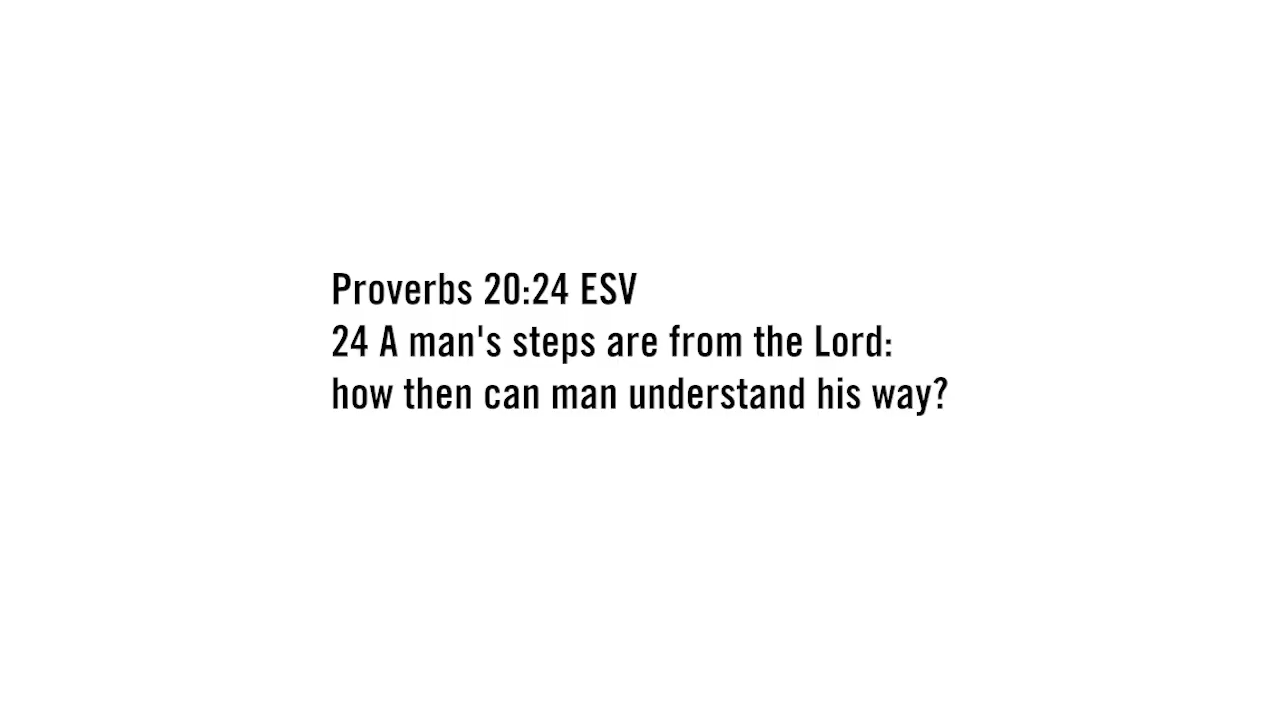 Proverbs 20:24 ESV
24 A man's steps are from the Lord:
how then can man understand his way?